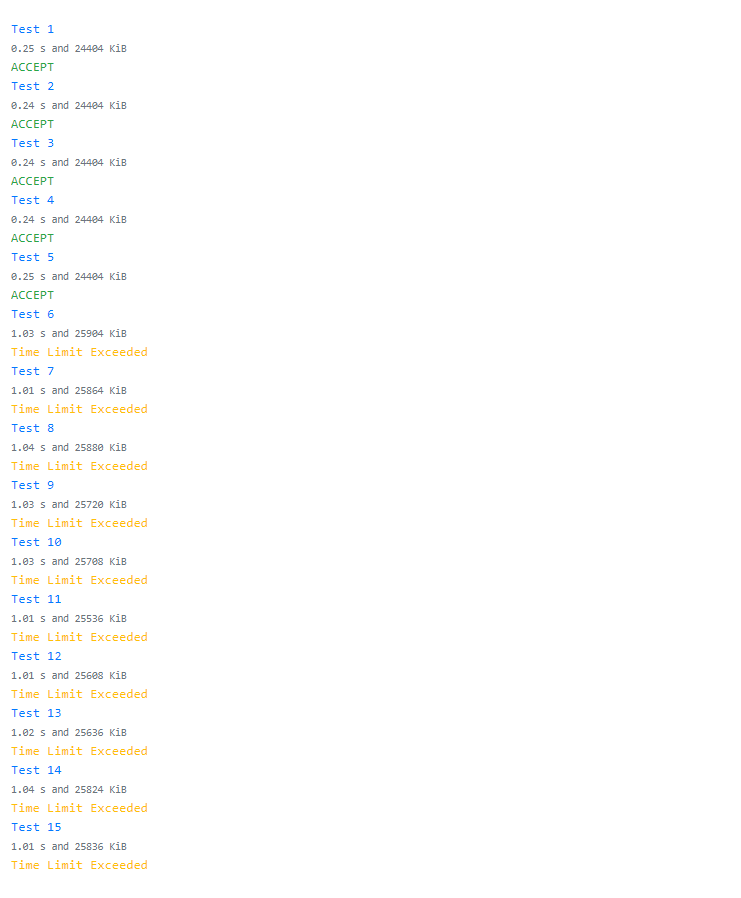 Test 1
0.25 s and 24404 KiB
ACCEPT
Test 2
0.24 s and 24404 KiB
ACCEPT
Test 3
0.24 s and 24404 KiB
ACCEPT
Test 4
0.24 s and 24404 KiB
ACCEPT
Test 5
0.25 s and 24404 KiB
ACCEPT
Test 6
1.03 s and 25904 KiB
Time Limit Exceeded
Test 7
1.01 s and 25864 KiB
Time Limit Exceeded
Test 8
1.04 s and 25880 KiB
Time Limit Exceeded
Test 9
1.03 s and 25720 KiB
Time Limit Exceeded
Test 10
1.03 s and 25708 KiB
Time Limit Exceeded
Test 11
1.01 s and 25536 KiB
Time Limit Exceeded
Test 12
1.01 s and 25608 KiB
Time Limit Exceeded
Test 13
1.02 s and 25636 KiB
Time Limit Exceeded
Test 14
1.04 s and 25824 KiB
Time Limit Exceeded
Test 15
1.01 s and 25836 KiB
Time Limit Exceeded